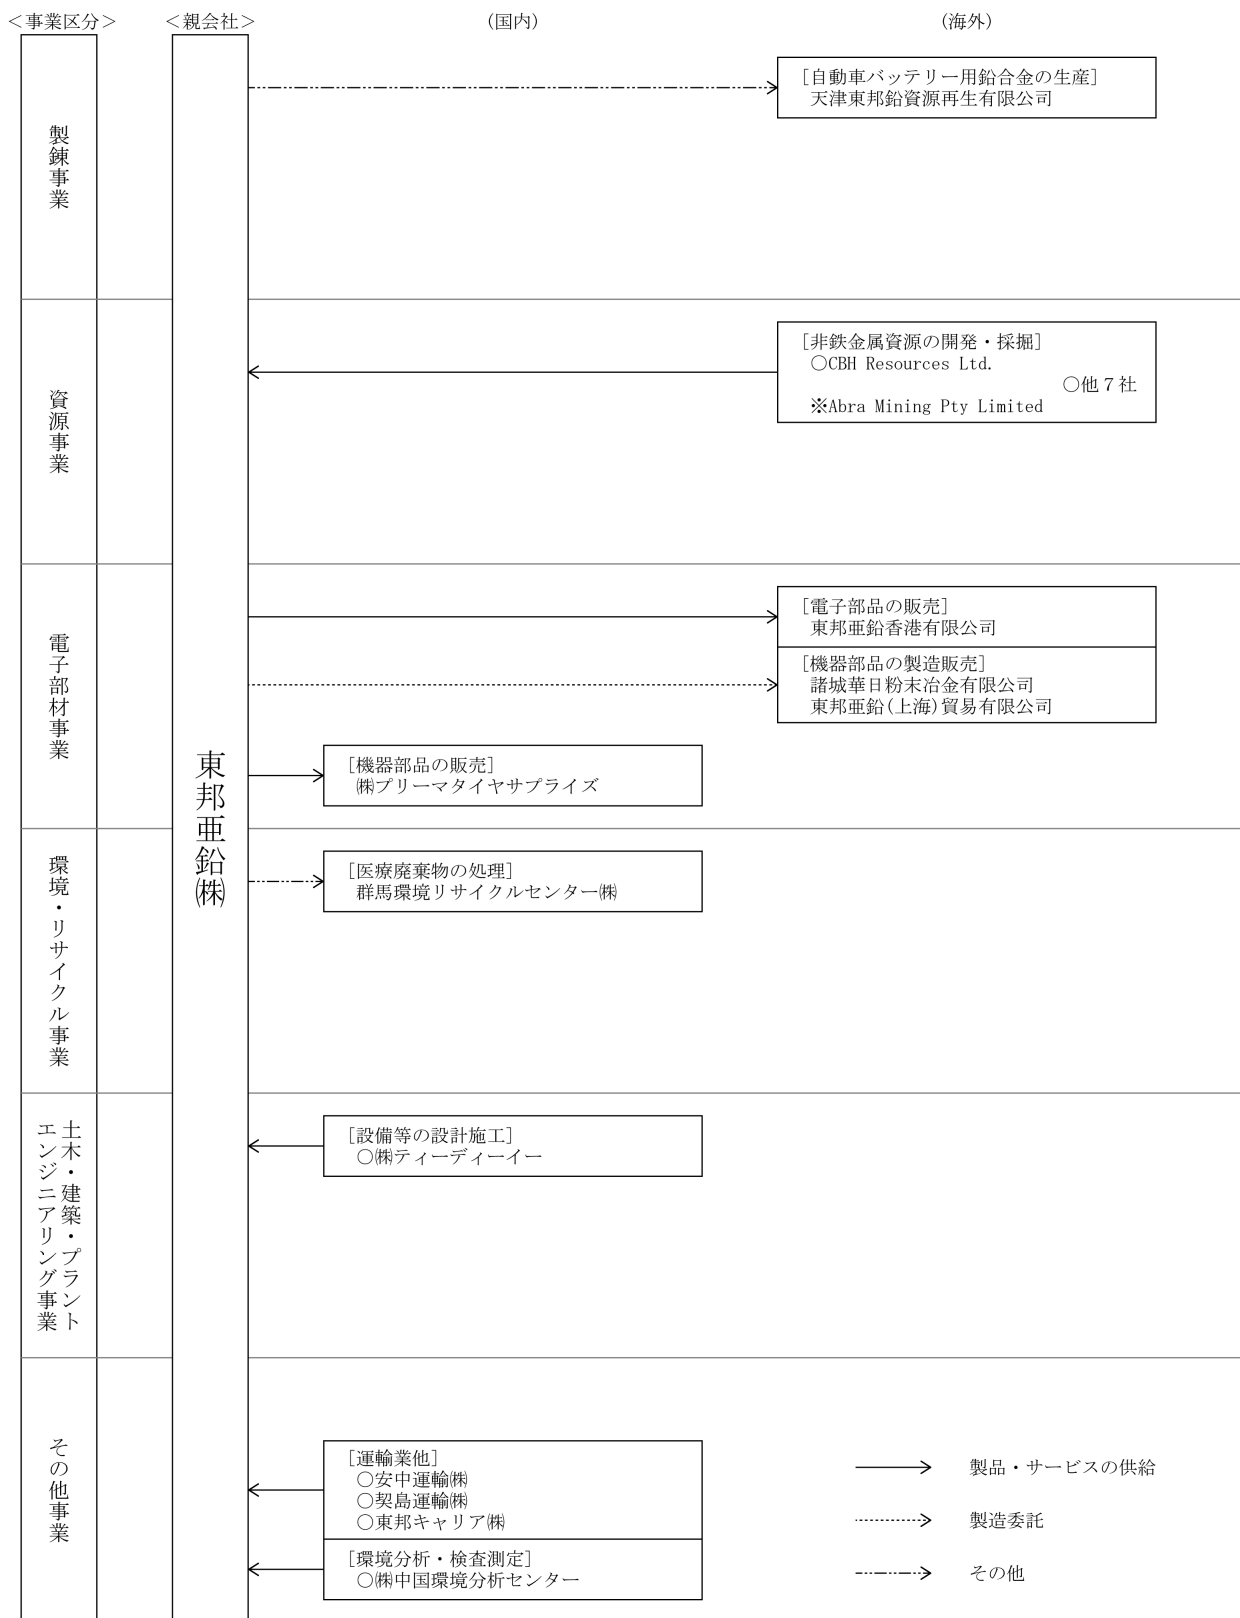 ＜事業区分＞
＜親会社＞
(国内)
(海外)
東邦亜鉛㈱
製錬事業
[自動車バッテリー用鉛合金の生産]
天津東邦鉛資源再生有限公司
資源事業
[非鉄金属資源の開発・採掘]
○CBH Resources Ltd.
○他７社
※Abra Mining Pty Limited
電子部材事業
[電子部品の販売]
東邦亜鉛香港有限公司
[機器部品の製造販売]
諸城華日粉末冶金有限公司
東邦亜鉛(上海)貿易有限公司
[機器部品の販売]
㈱プリーマタイヤサプライズ
環境・リサイクル事業
[医療廃棄物の処理]
群馬環境リサイクルセンター㈱
土木・建築・プラント
エンジニアリング事業
[設備等の設計施工]
○㈱ティーディーイー
その他事業
[運輸業他]
○安中運輸㈱
○契島運輸㈱
○東邦キャリア㈱
[環境分析・検査測定]
○㈱中国環境分析センター
製品・サービスの供給
製造委託
その他